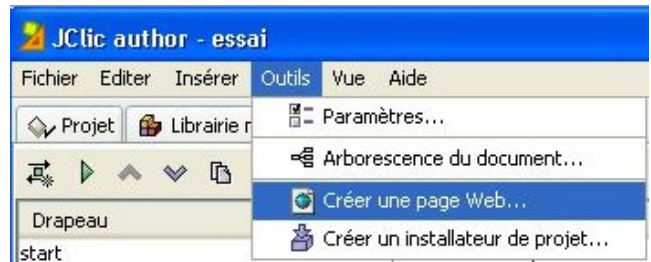 JClic author - essai
Fichier Editer Insérer Outils Vue Aide
Projet Librairie
Paramètres...
Arborescence du document...
Créer une page Web...
Drapeau
Créer un installateur de projet...
start